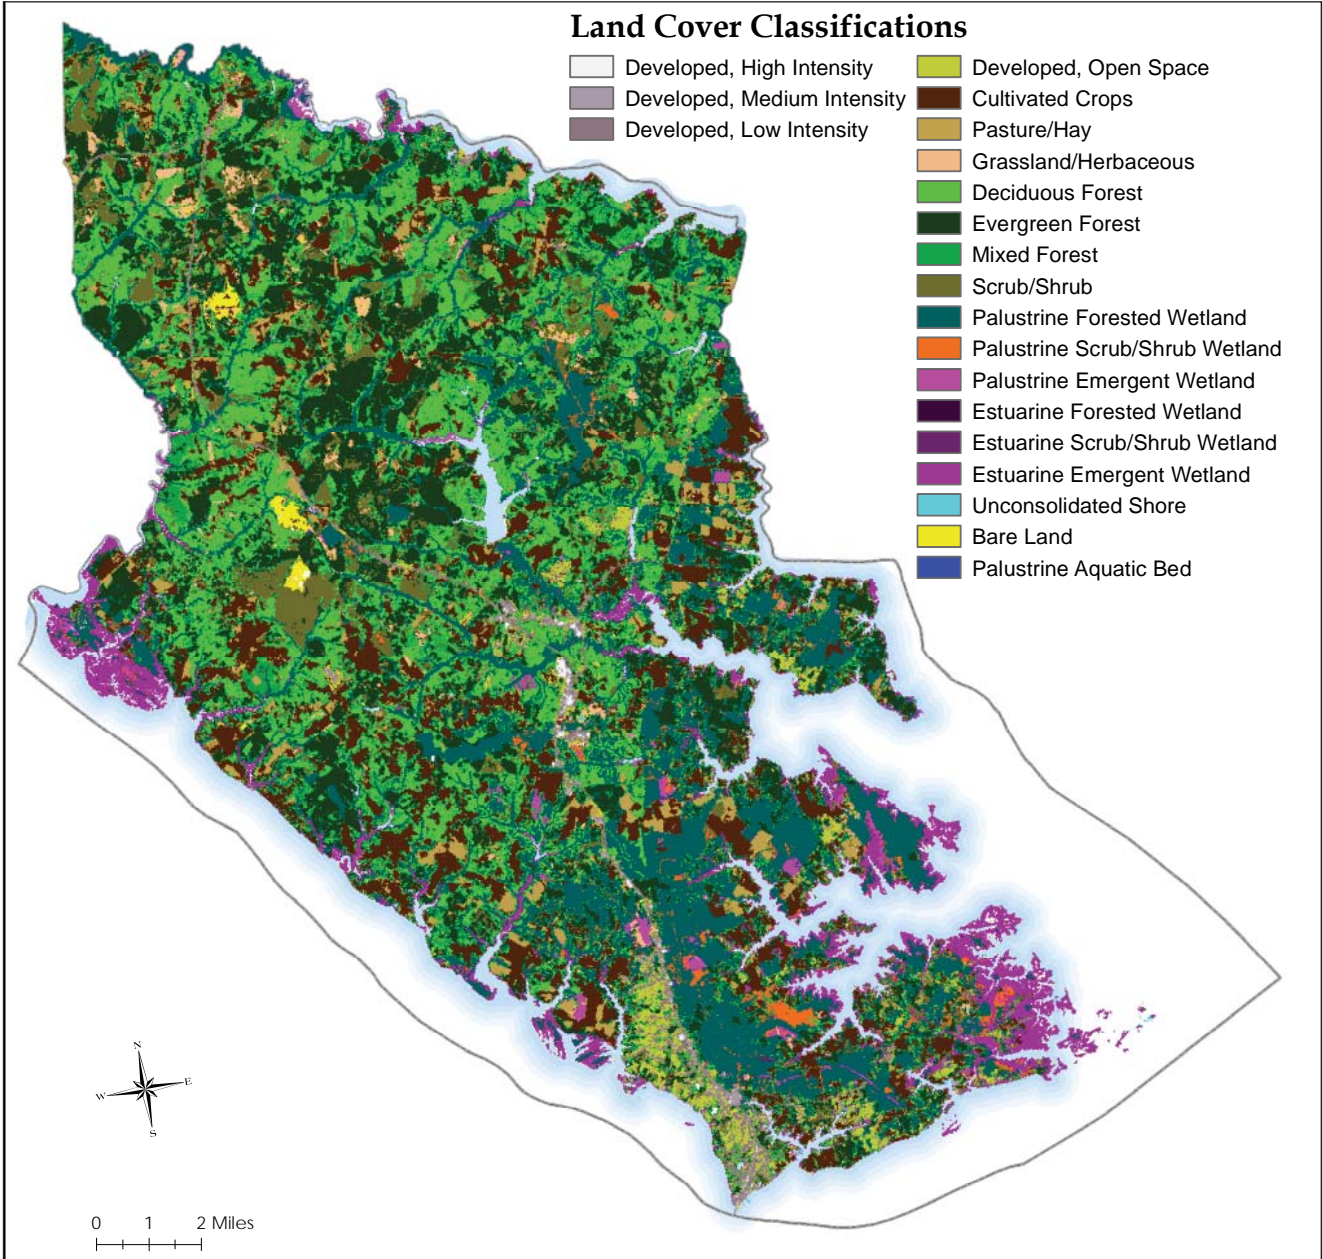 Land Cover Classifications
Developed, High Intensity
Developed, Medium Intensity
Developed, Low Intensity
Developed, Open Space
Cultivated Crops
Pasture/Hay
Grassland/Herbaceous
Deciduous Forest
Evergreen Forest
Mixed Forest
Scrub/Shrub
Palustrine Forested Wetland
Palustrine Scrub/Shrub Wetland
Palustrine Emergent Wetland
Estuarine Forested Wetland
Estuarine Scrub/Shrub Wetland
Estuarine Emergent Wetland
Unconsolidated Shore
Bare Land
Palustrine Aquatic Bed
N
W E
S
0 1 2 Miles